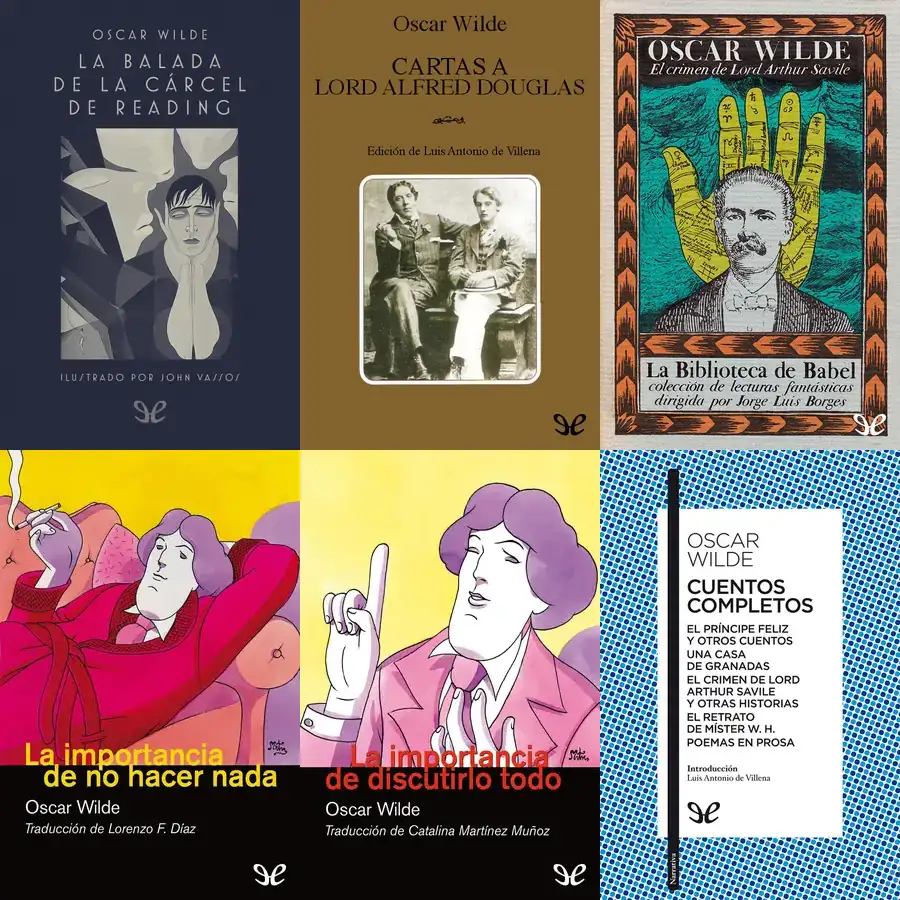 OSCAR WILDE
LA BALADA
DE LA CÁRCEL
DE READING
ILUSTRADO POR JOHN VASSOS
Oscar Wilde
CARTAS A
LORD ALFRED DOUGLAS
Edición de Luis Antonio de Villena
OSCAR WILDE
El crimen de Lord Arthur Savile
La Biblioteca de Babel
colección de lecturas fantásticas
dirigida por Jorge Luis Borges
La importancia
de no hacer nada
Oscar Wilde
Traducción de Lorenzo F. Díaz
La importancia
de discutirlo todo
Oscar Wilde
Traducción de Catalina Martínez Muñoz
OSCAR
WILDE
CUENTOS
COMPLETOS
EL PRÍNCIPE FELIZ
Y OTROS CUENTOS
UNA CASA
DE GRANADAS
EL CRIMEN DE LORD
ARTHUR SAVILE
Y OTRAS HISTORIAS
EL RETRATO
DE MÍSTER W. H.
POEMAS EN PROSA
Introducción
Luis Antonio de Villena
Narrativa